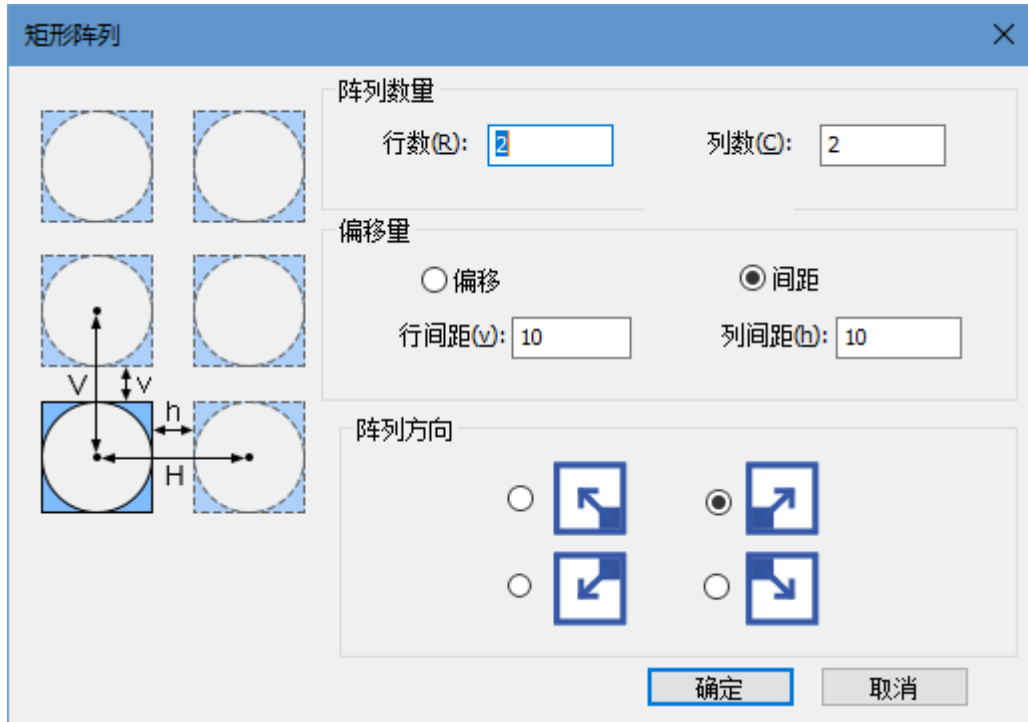 矩形阵列
阵列数量
行数(R): 2 列数(C): 2
偏移量
偏移 间距
行间距(v): 10 列间距(h): 10
V v
h
H
阵列方向
确定 取消